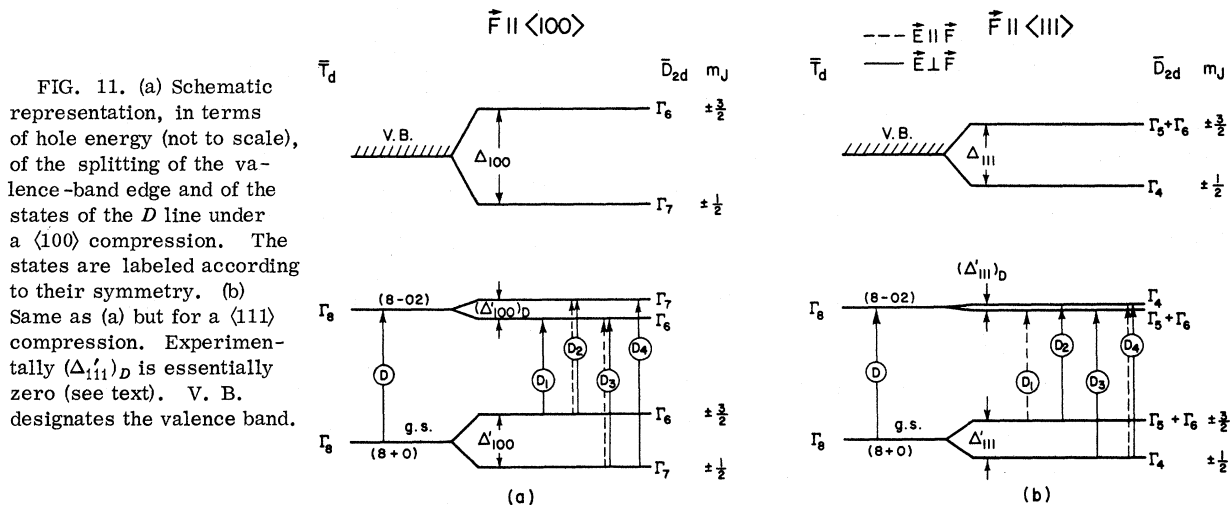 FIG. 11. (a) Schematic
representation, in terms
of hole energy (not to scale),
of the splitting of the va-
lence-band edge and of the
states of the D line under
a ⟨100⟩ compression. The
states are labeled according
to their symmetry. (b)
Same as (a) but for a ⟨111⟩
compression. Experimen-
tally (Δ′111)D is essentially
zero (see text). V. B.
designates the valence band.
F⃗ || ⟨100⟩
T̄d
D̄2d mJ
V. B.
Δ100
Γ6 ±3/2
Γ7 ±1/2
Γ8
(8-02)
(Δ′100)D
Γ7
Γ6
D
D1
D2
D3
D4
Γ8
g.s.
(8+0)
Δ′100
Γ6 ±3/2
Γ7 ±1/2
(a)
E⃗ || F⃗
E⃗ ⊥ F⃗
F⃗ || ⟨111⟩
T̄d
D̄2d mJ
V. B.
Δ111
Γ5+Γ6 ±3/2
Γ4 ±1/2
(Δ′111)D
Γ8
(8-02)
Γ4
Γ5+Γ6
D
D1
D2
D3
D4
Γ8
g.s.
(8+0)
Δ′111
Γ5+Γ6 ±3/2
Γ4 ±1/2
(b)